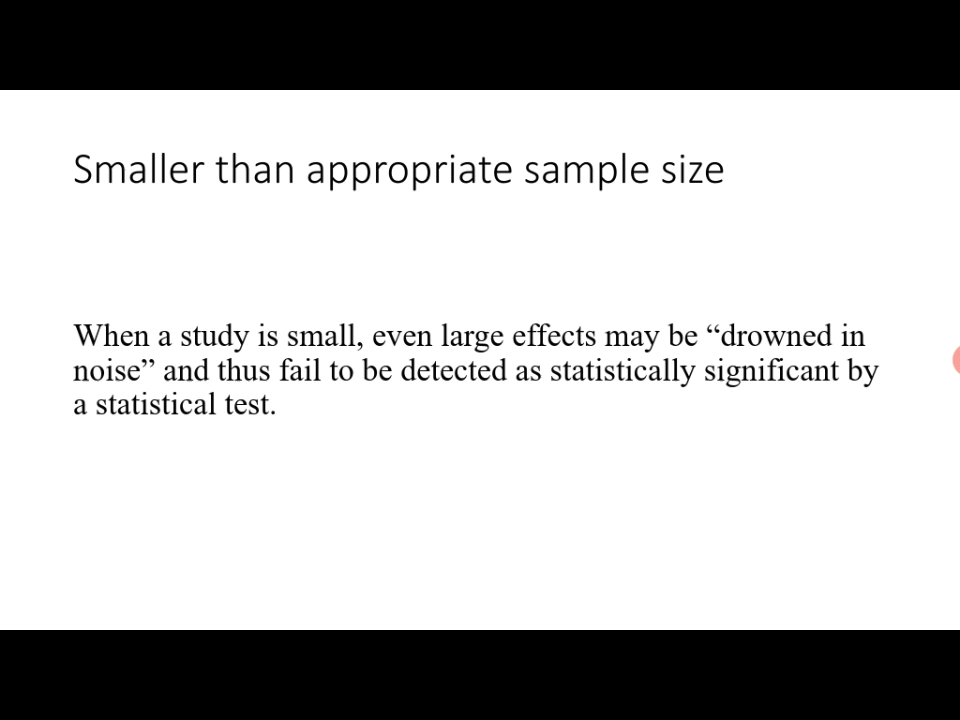 Smaller than appropriate sample size
When a study is small, even large effects may be “drowned in
noise” and thus fail to be detected as statistically significant by
a statistical test.